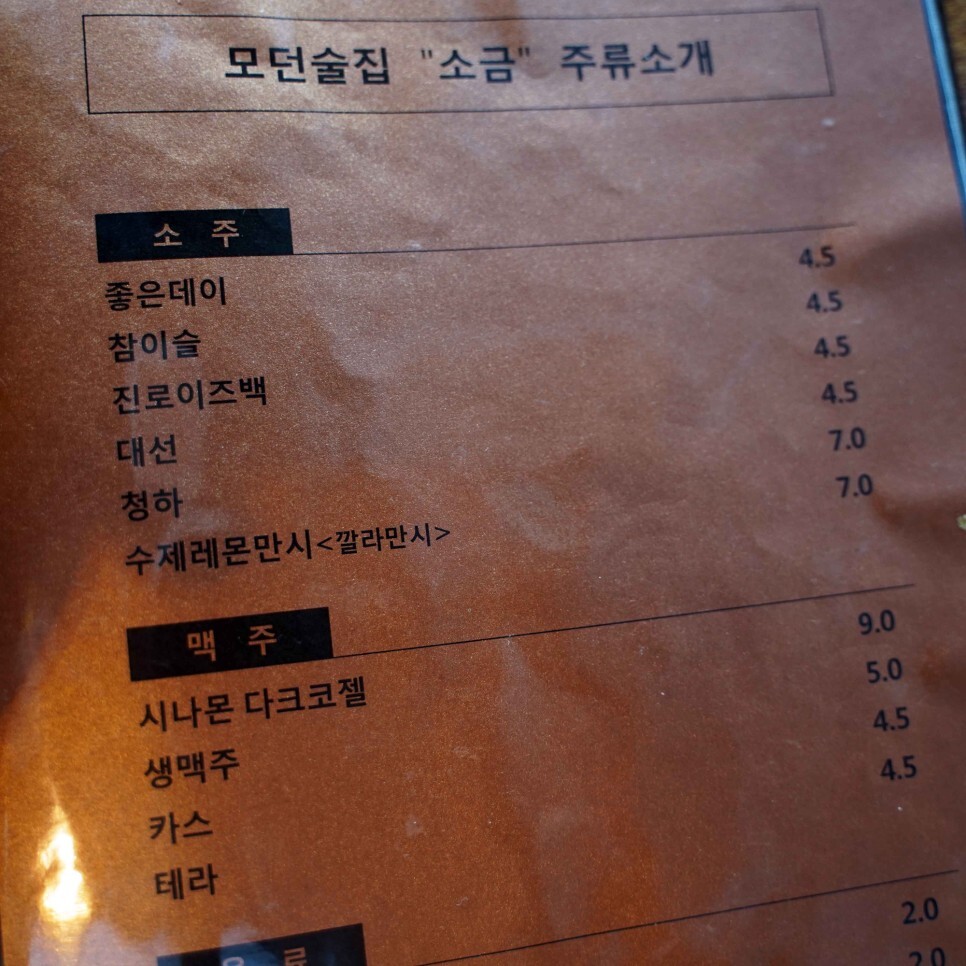 모던술집 "소금" 주류소개
소 주
좋은데이 4.5
참이슬 4.5
진로이즈백 4.5
대선 4.5
청하 7.0
수제레몬만시<깔라만시> 7.0
맥 주
시나몬 다크코젤 9.0
생맥주 5.0
카스 4.5
테라 4.5
음 료
2.0
2.0